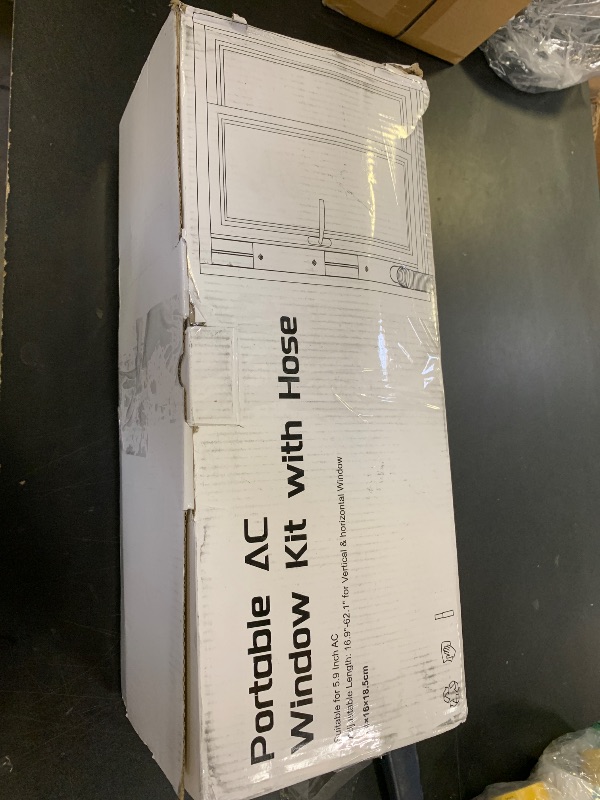 Portable AC
Window Kit with Hose
Suitable for 5.9 Inch AC
Adjustable Length: 16.9"-62.1" for Vertical & horizontal Window
x16x18.5cm